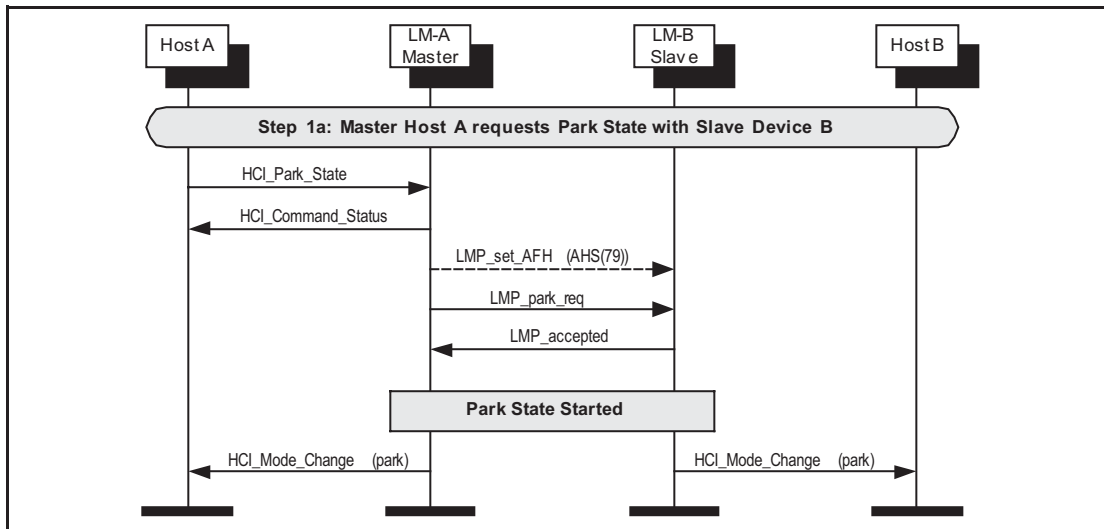 Host A
LM-A
Master
LM-B
Slave
Host B
Step 1a: Master Host A requests Park State with Slave Device B
HCI_Park_State
HCI_Command_Status
LMP_set_AFH (AHS(79))
LMP_park_req
LMP_accepted
Park State Started
HCI_Mode_Change (park)
HCI_Mode_Change (park)